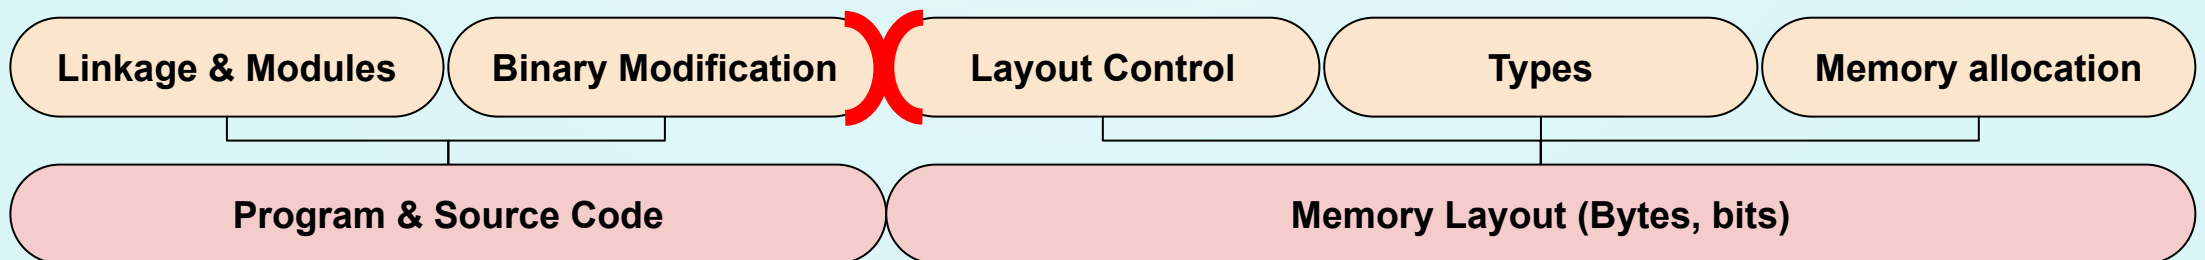 Linkage & Modules
Binary Modification
Layout Control
Types
Memory allocation
Program & Source Code
Memory Layout (Bytes, bits)